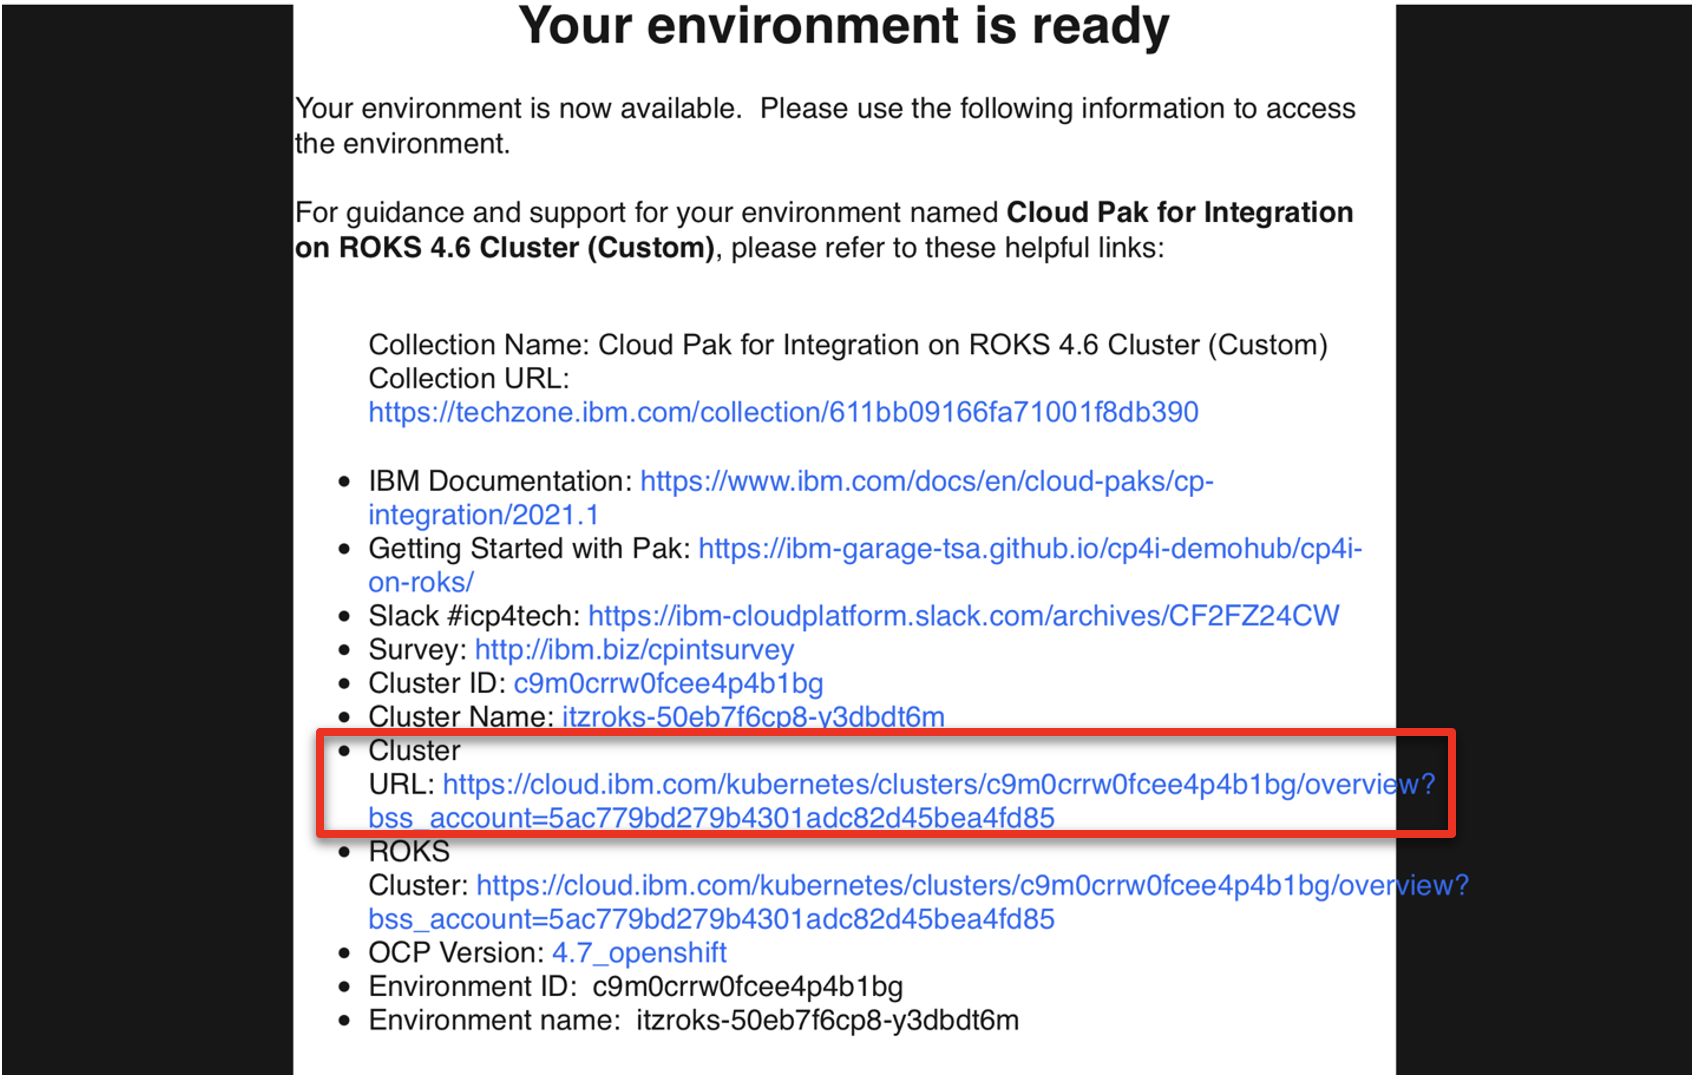 Your environment is ready
Your environment is now available.  Please use the following information to access
the environment.
For guidance and support for your environment named Cloud Pak for Integration
on ROKS 4.6 Cluster (Custom), please refer to these helpful links:
Collection Name: Cloud Pak for Integration on ROKS 4.6 Cluster (Custom)
Collection URL:
https://techzone.ibm.com/collection/611bb09166fa71001f8db390
• IBM Documentation: https://www.ibm.com/docs/en/cloud-paks/cp-
integration/2021.1
• Getting Started with Pak: https://ibm-garage-tsa.github.io/cp4i-demohub/cp4i-
on-roks/
• Slack #icp4tech: https://ibm-cloudplatform.slack.com/archives/CF2FZ24CW
• Survey: http://ibm.biz/cpintsurvey
• Cluster ID: c9m0crrw0fcee4p4b1bg
• Cluster Name: itzroks-50eb7f6cp8-y3dbdt6m
• Cluster
URL: https://cloud.ibm.com/kubernetes/clusters/c9m0crrw0fcee4p4b1bg/overview?
bss_account=5ac779bd279b4301adc82d45bea4fd85
• ROKS
Cluster: https://cloud.ibm.com/kubernetes/clusters/c9m0crrw0fcee4p4b1bg/overview?
bss_account=5ac779bd279b4301adc82d45bea4fd85
• OCP Version: 4.7_openshift
• Environment ID:  c9m0crrw0fcee4p4b1bg
• Environment name:  itzroks-50eb7f6cp8-y3dbdt6m